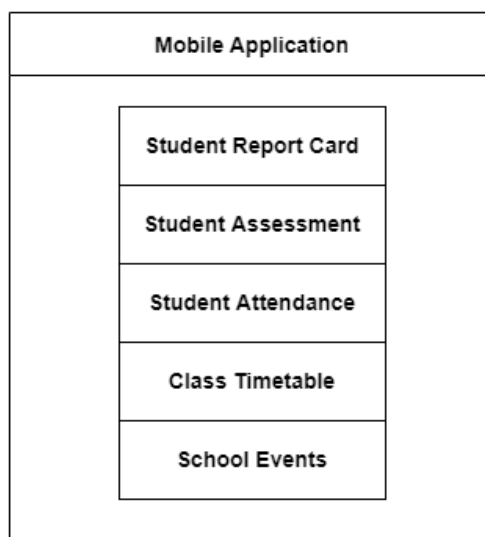 Mobile Application
Student Report Card
Student Assessment
Student Attendance
Class Timetable
School Events